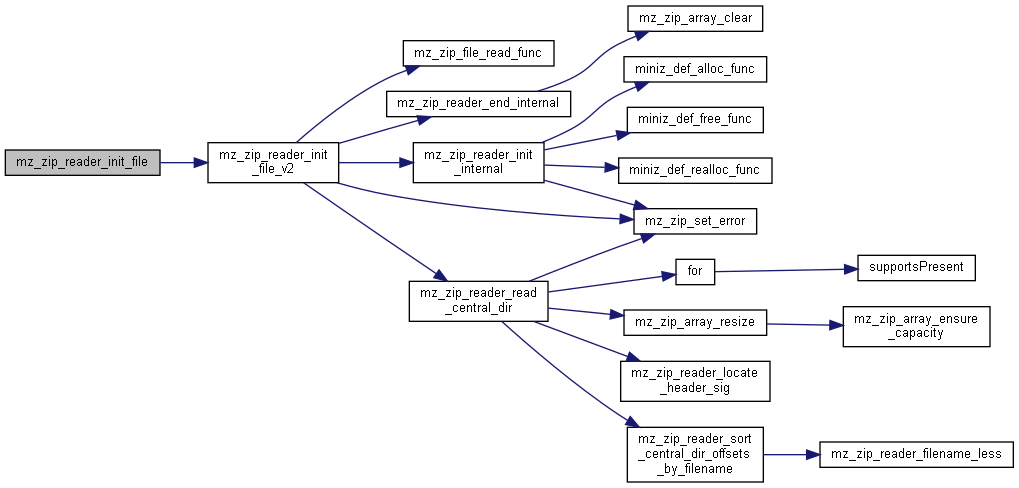 mz_zip_reader_init_file
mz_zip_reader_init
_file_v2
mz_zip_file_read_func
mz_zip_reader_end_internal
mz_zip_reader_init
_internal
mz_zip_reader_read
_central_dir
mz_zip_array_clear
miniz_def_alloc_func
miniz_def_free_func
miniz_def_realloc_func
mz_zip_set_error
for
mz_zip_array_resize
mz_zip_reader_locate
_header_sig
mz_zip_reader_sort
_central_dir_offsets
_by_filename
supportsPresent
mz_zip_array_ensure
_capacity
mz_zip_reader_filename_less